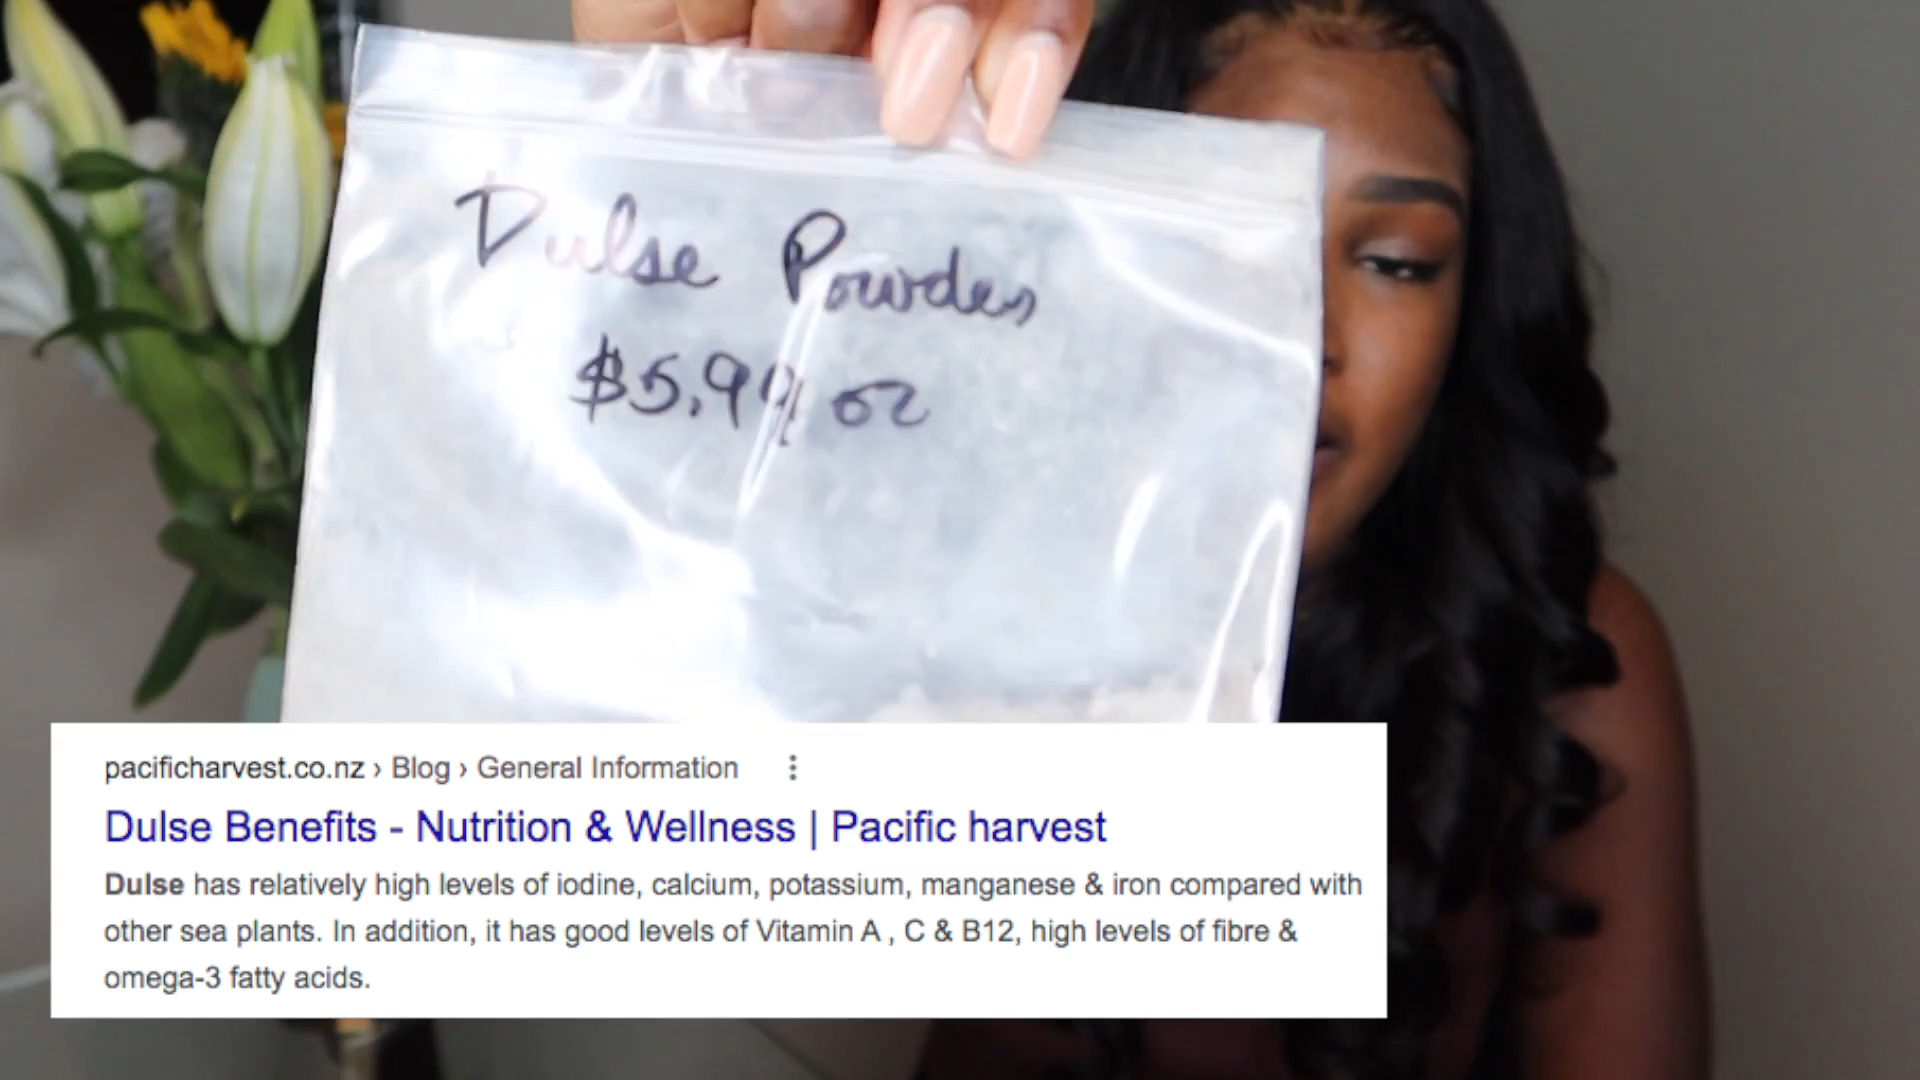 Dulse Powder
$5.99 oz
pacificharvest.co.nz › Blog › General Information
Dulse Benefits - Nutrition & Wellness | Pacific harvest
Dulse has relatively high levels of iodine, calcium, potassium, manganese & iron compared with
other sea plants. In addition, it has good levels of Vitamin A , C & B12, high levels of fibre &
omega-3 fatty acids.